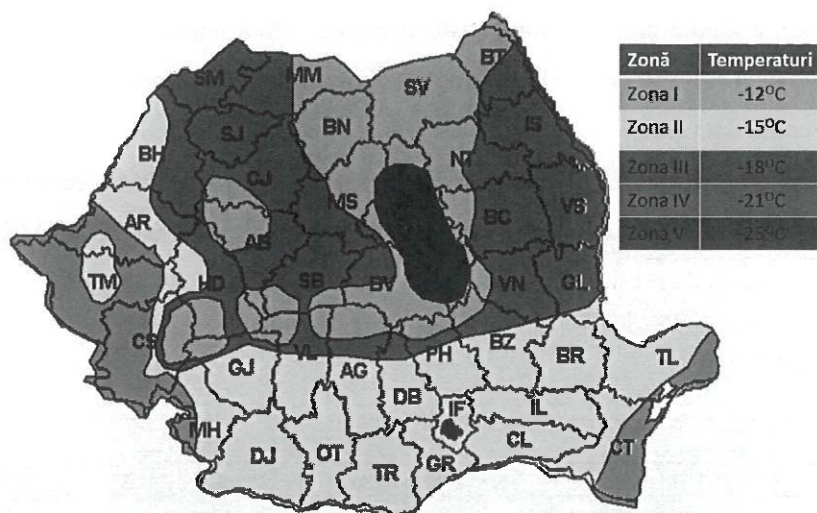 Zonă Temperaturi
Zona I -12°C
Zona II -15°C
Zona III -18°C
Zona IV -21°C
Zona V -25°C
SM
MM
BT
SV
BN
SJ
IS
BH
CJ
NT
MS
BC
VS
AR
AB
TM
HD
SB
BV
VN
GL
CS
GJ
VL
AG
PH
BZ
BR
TL
DB
IF
IL
MH
CL
CT
DJ
OT
TR
GR